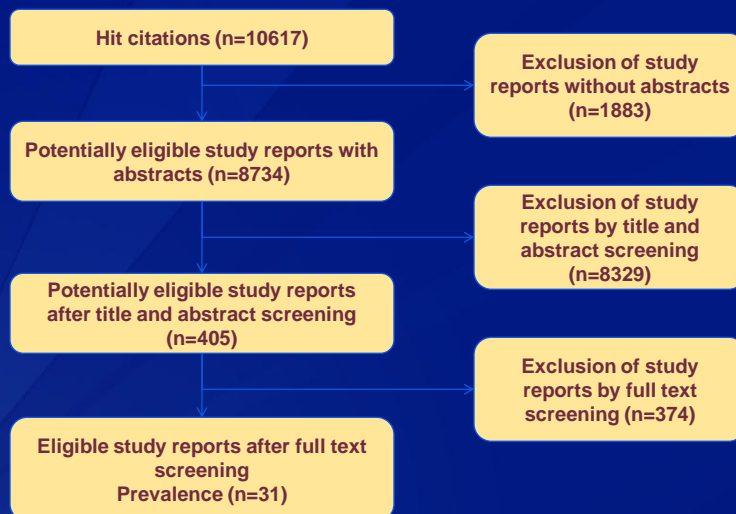 Hit citations (n=10617)
Exclusion of study
reports without abstracts
(n=1883)
Potentially eligible study reports with
abstracts (n=8734)
Exclusion of study
reports by title and
abstract screening
(n=8329)
Potentially eligible study reports
after title and abstract screening
(n=405)
Exclusion of study
reports by full text
screening (n=374)
Eligible study reports after full text
screening
Prevalence (n=31)